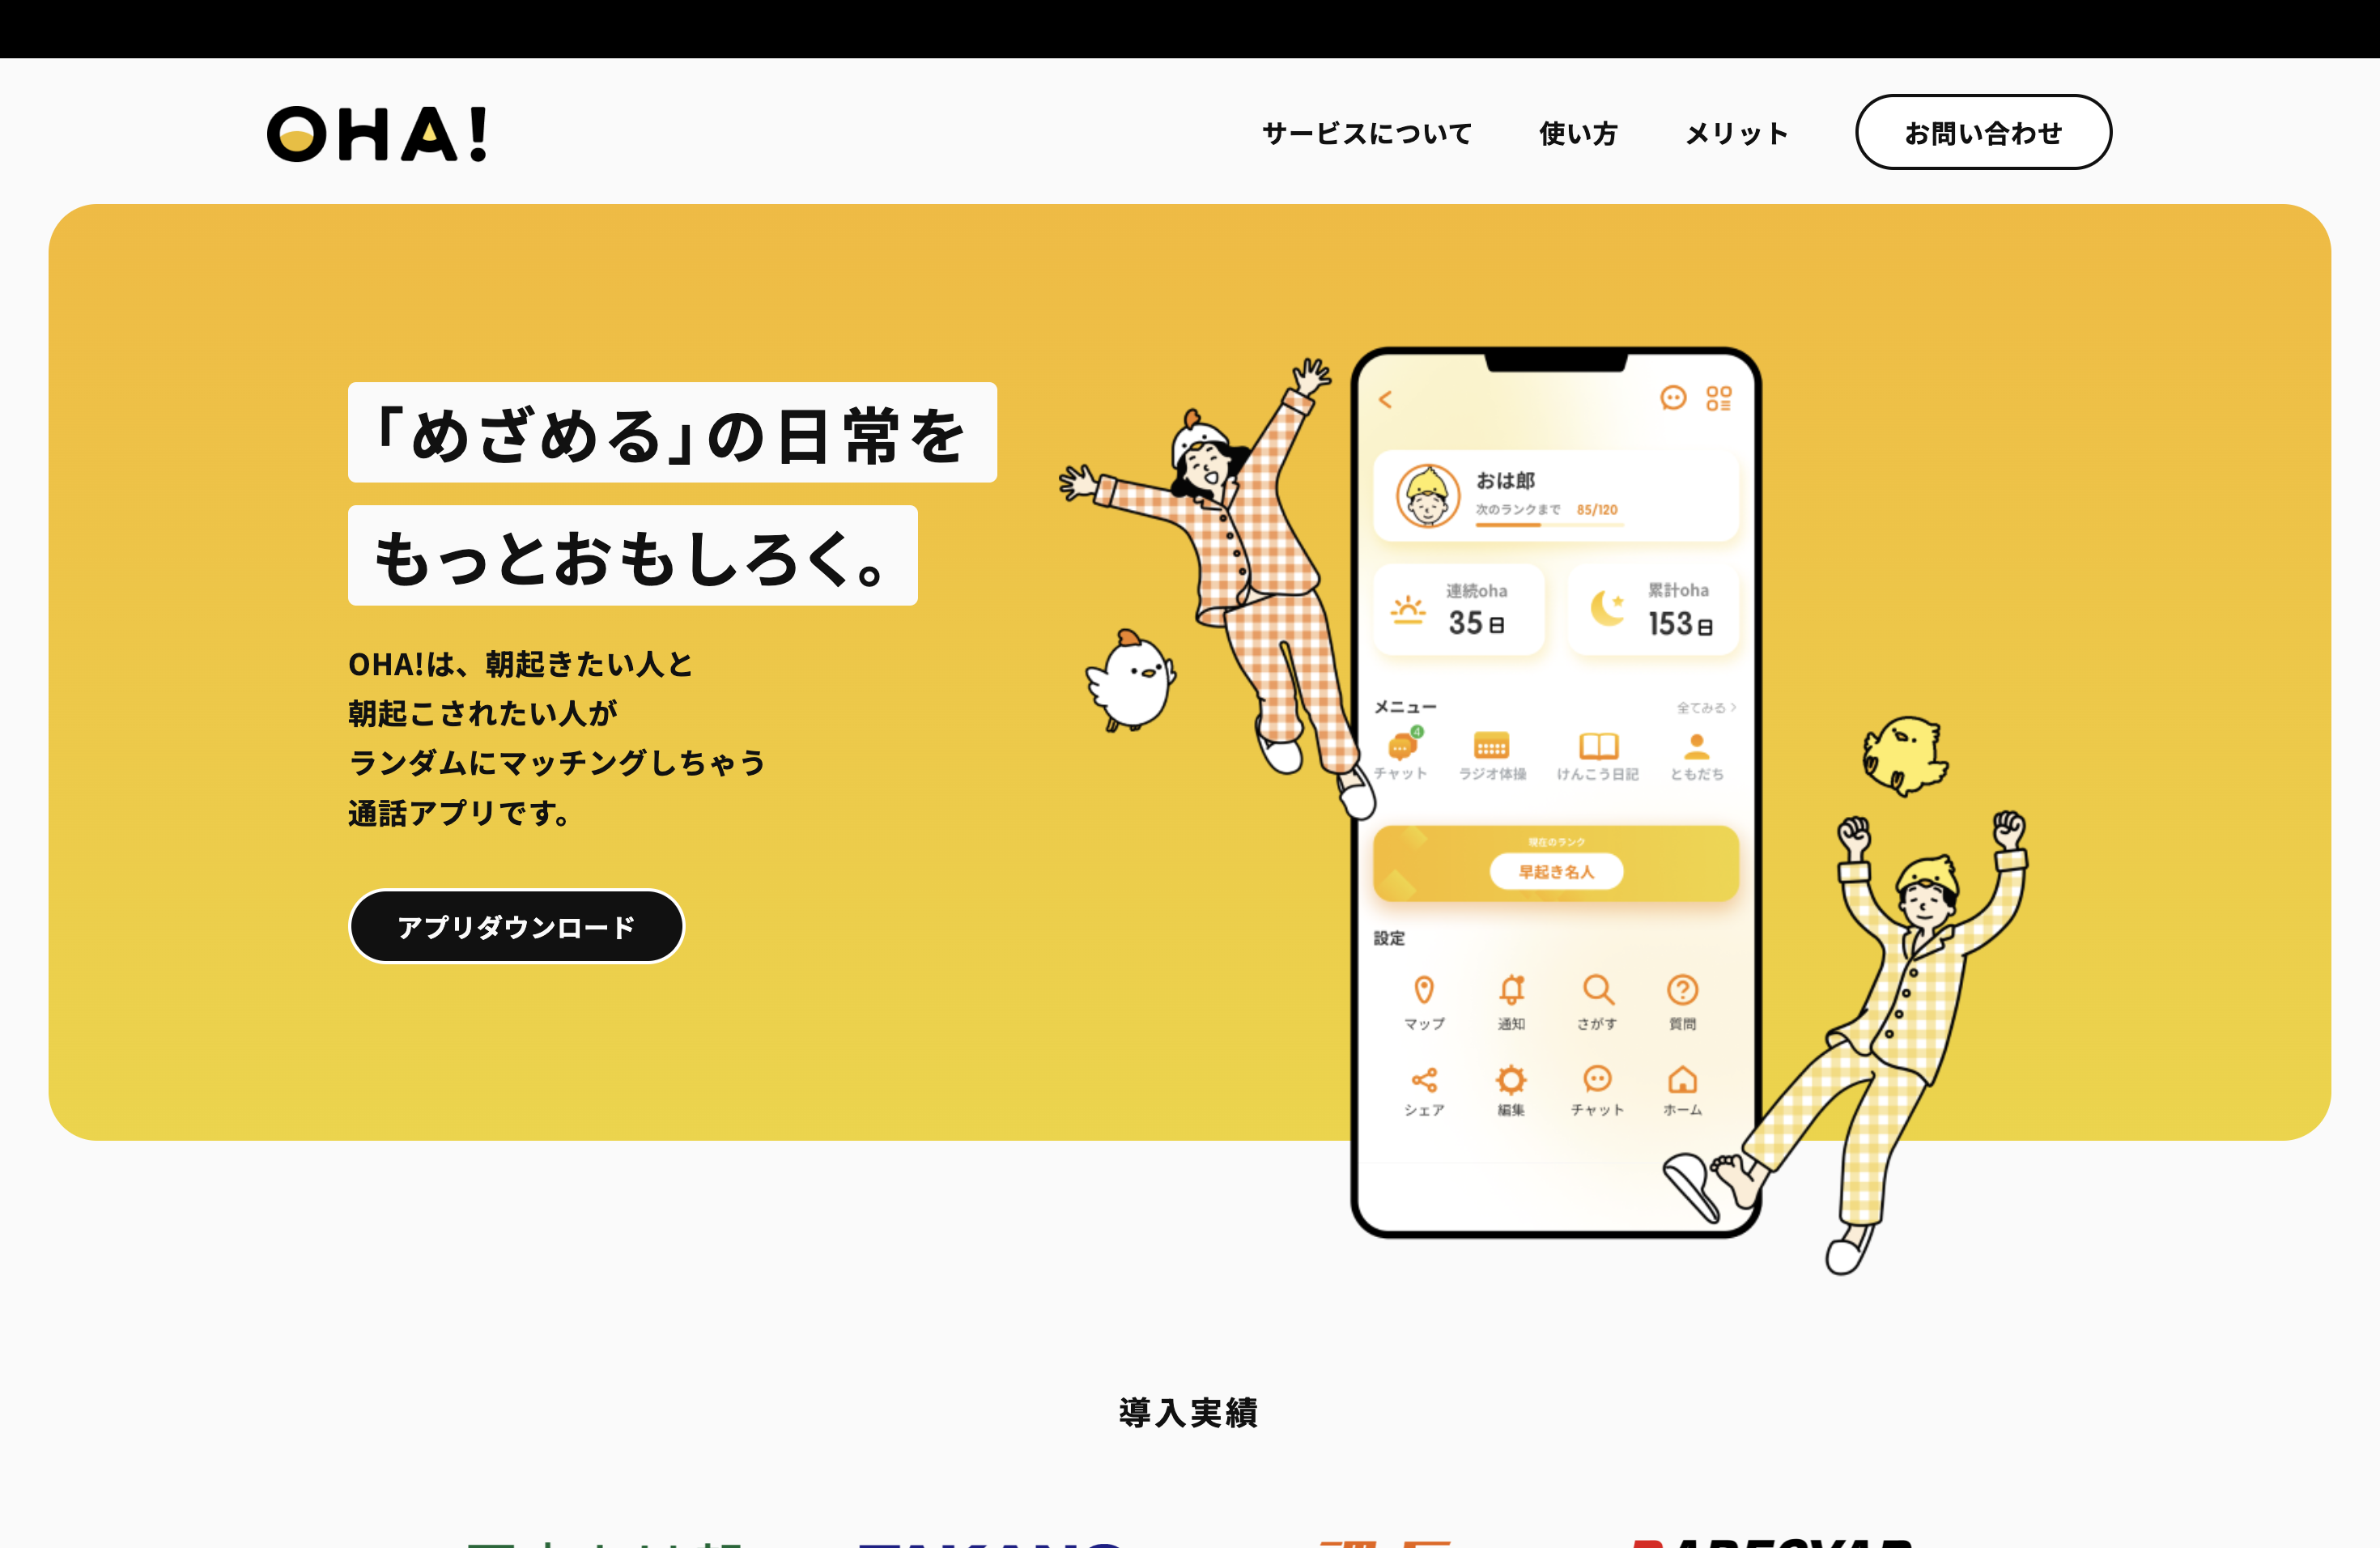 OHA!
サービスについて
使い方
メリット
お問い合わせ
「めざめる」の日常を
もっとおもしろく。
OHA!は、朝起きたい人と
朝起こされたい人が
ランダムにマッチングしちゃう
通話アプリです。
アプリダウンロード
おは郎
次のランクまで 85/120
連続oha
35日
累計oha
153日
メニュー
全てみる
4
チャット
ラジオ体操
けんこう日記
ともだち
現在のランク
早起き名人
設定
マップ
通知
さがす
質問
シェア
編集
チャット
ホーム
導入実績